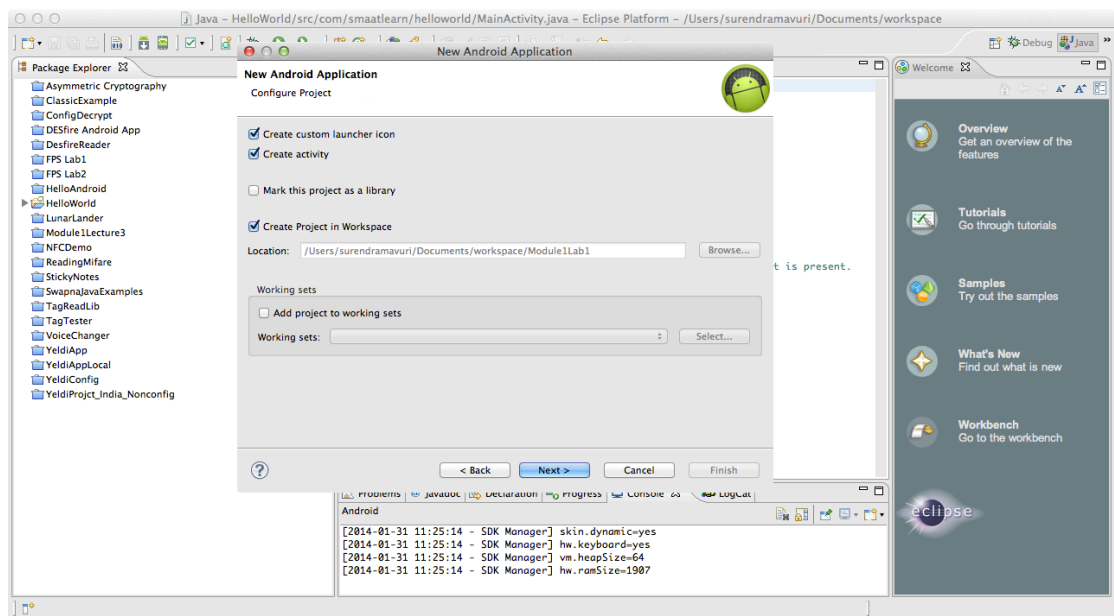 Java – HelloWorld/src/com/smaatlearn/helloworld/MainActivity.java – Eclipse Platform – /Users/surendramavuri/Documents/workspace
Debug
Java
»
Package Explorer
Asymmetric Cryptography
ClassicExample
ConfigDecrypt
DESfire Android App
DesfireReader
FPS Lab1
FPS Lab2
HelloAndroid
HelloWorld
LunarLander
Module1Lecture3
NFCDemo
ReadingMifare
StickyNotes
SwapnaJavaExamples
TagReadLib
TagTester
VoiceChanger
YeldiApp
YeldiAppLocal
YeldiConfig
YeldiProjct_India_Nonconfig
New Android Application
New Android Application
Configure Project
Create custom launcher icon
Create activity
Mark this project as a library
Create Project in Workspace
Location: /Users/surendramavuri/Documents/workspace/Module1Lab1 Browse...
Working sets
Add project to working sets
Working sets: Select...
? < Back Next > Cancel Finish
t is present.
Problems Javadoc Declaration Progress Console LogCat
Android
[2014-01-31 11:25:14 - SDK Manager] skin.dynamic=yes
[2014-01-31 11:25:14 - SDK Manager] hw.keyboard=yes
[2014-01-31 11:25:14 - SDK Manager] vm.heapSize=64
[2014-01-31 11:25:14 - SDK Manager] hw.ramSize=1907
Welcome
Overview
Get an overview of the
features
Tutorials
Go through tutorials
Samples
Try out the samples
What's New
Find out what is new
Workbench
Go to the workbench
eclipse